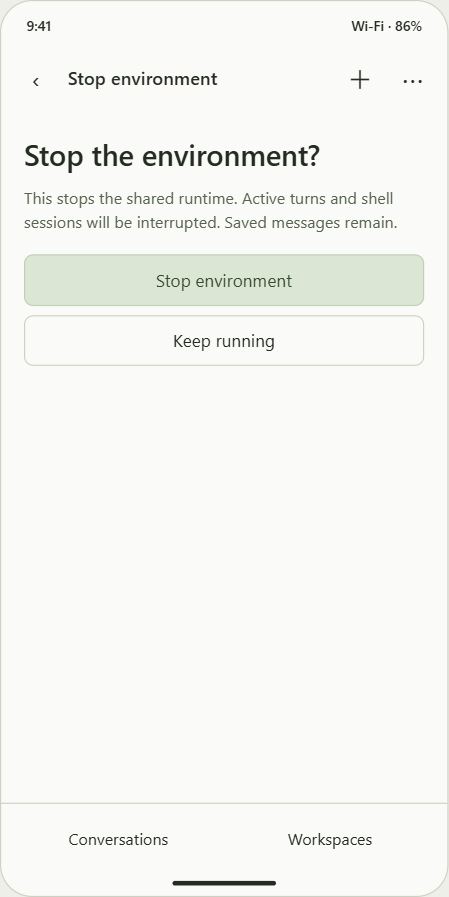 9:41
Wi-Fi · 86%
‹ Stop environment + ...
Stop the environment?
This stops the shared runtime. Active turns and shell
sessions will be interrupted. Saved messages remain.
Stop environment
Keep running
Conversations
Workspaces